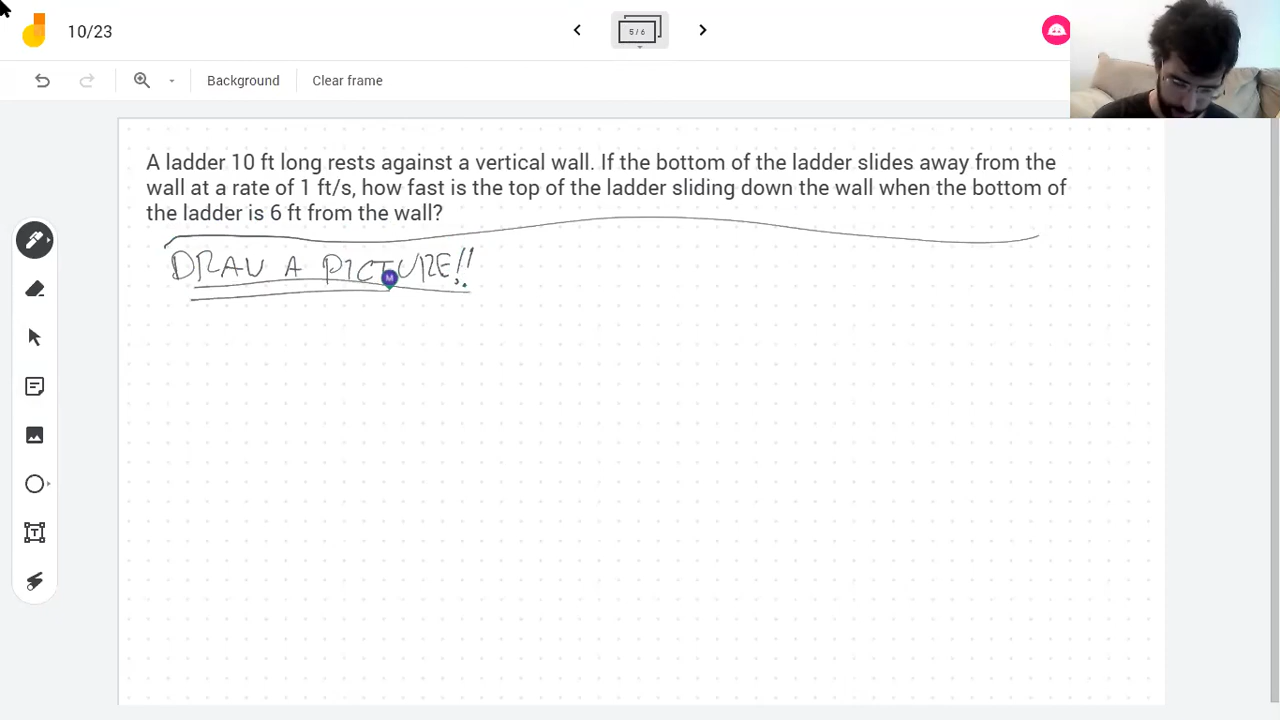 10/23
5 / 6
Background
Clear frame
A ladder 10 ft long rests against a vertical wall. If the bottom of the ladder slides away from the
wall at a rate of 1 ft/s, how fast is the top of the ladder sliding down the wall when the bottom of
the ladder is 6 ft from the wall?
DRAW A PICTURE!!
M
T